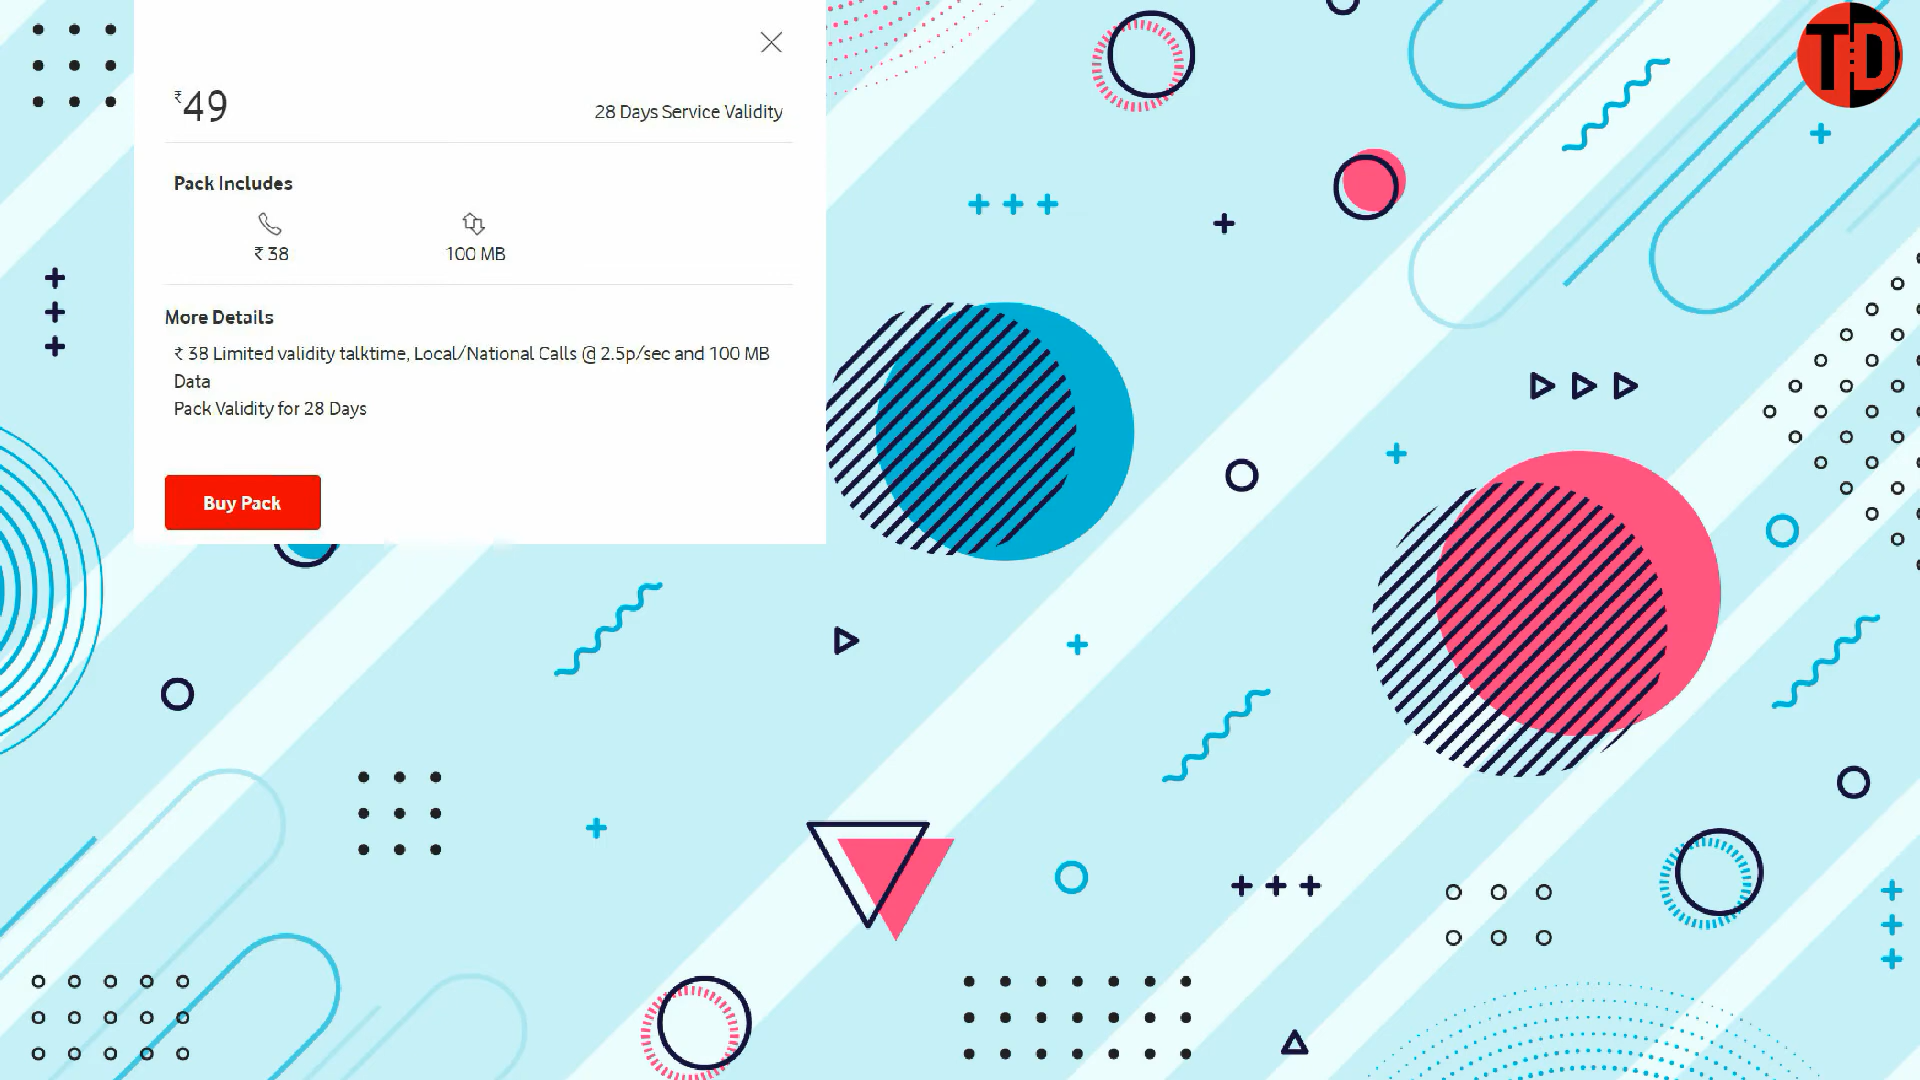 TD
₹49
28 Days Service Validity
Pack Includes
₹ 38
100 MB
More Details
₹ 38 Limited validity talktime, Local/National Calls @ 2.5p/sec and 100 MB
Data
Pack Validity for 28 Days
Buy Pack